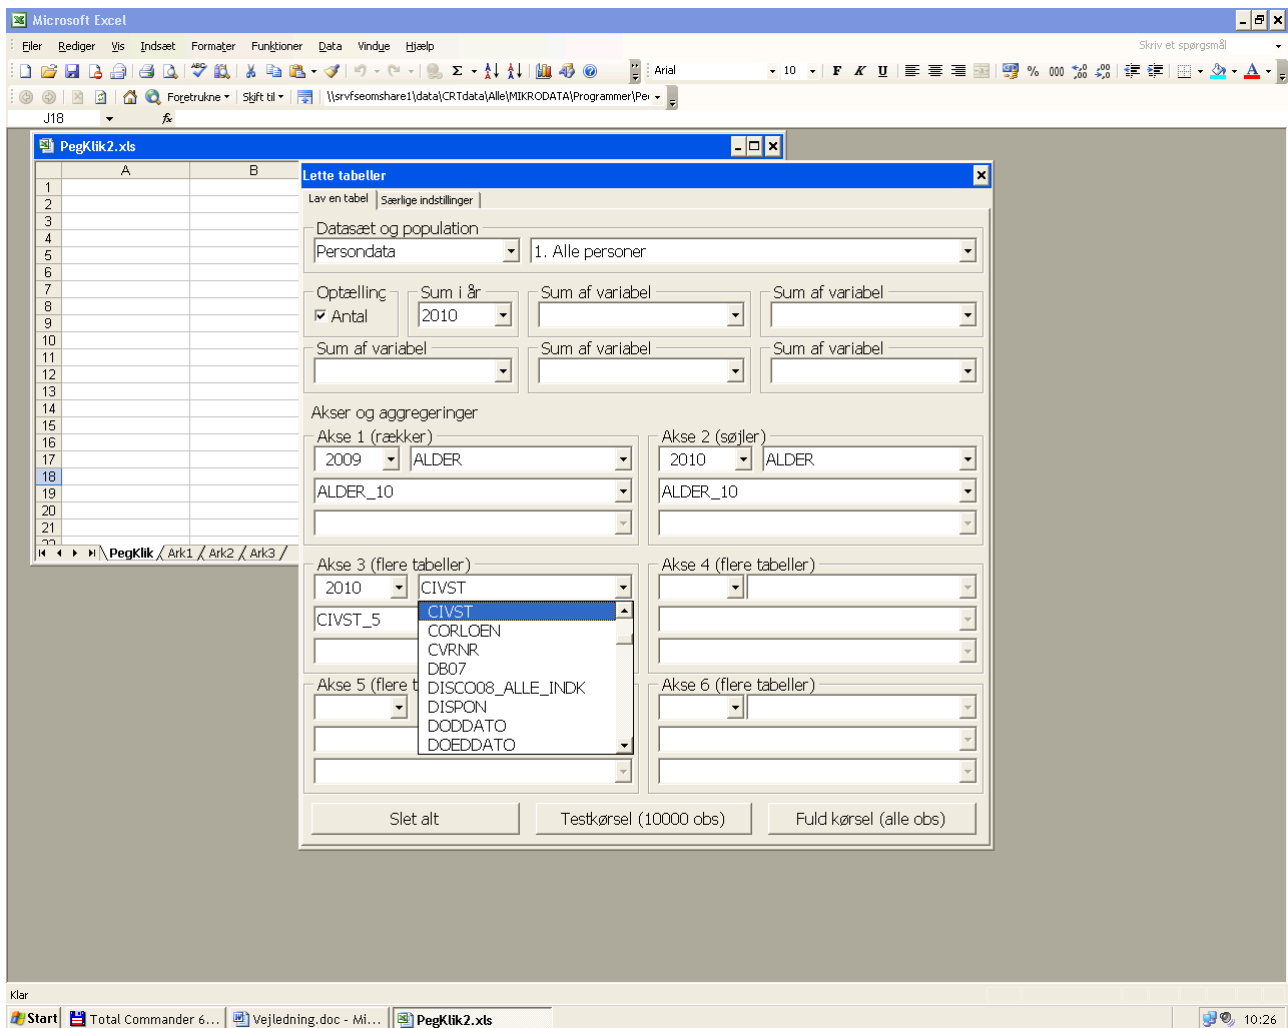 Microsoft Excel
Filer Rediger Vis Indsæt Formater Funktioner Data Vindue Hjælp Skriv et spørgsmål
Arial 10 F K U % 000
Foretrukne Skift til \\srvfseomshare1\data\CRTdata\Alle\MIKRODATA\Programmer\Pe
J18 fx
PegKlik2.xls
A B
Lette tabeller
Lav en tabel Særlige indstillinger
Datasæt og population
Persondata 1. Alle personer
Optælling Sum i år Sum af variabel Sum af variabel
Antal 2010
Sum af variabel Sum af variabel Sum af variabel
Akser og aggregeringer
Akse 1 (rækker) Akse 2 (søjler)
2009 ALDER 2010 ALDER
ALDER_10 ALDER_10
Akse 3 (flere tabeller) Akse 4 (flere tabeller)
2010 CIVST
CIVST_5
CIVST
CORLOEN
CVRNR
DB07
DISCO08_ALLE_INDK
DISPON
DODDATO
DOEDDATO
Akse 5 (flere t Akse 6 (flere tabeller)
Slet alt Testkørsel (10000 obs) Fuld kørsel (alle obs)
1
2
3
4
5
6
7
8
9
10
11
12
13
14
15
16
17
18
19
20
21
22
PegKlik Ark1 Ark2 Ark3
Klar
Start Total Commander 6... Vejledning.doc - Mi... PegKlik2.xls 10:26